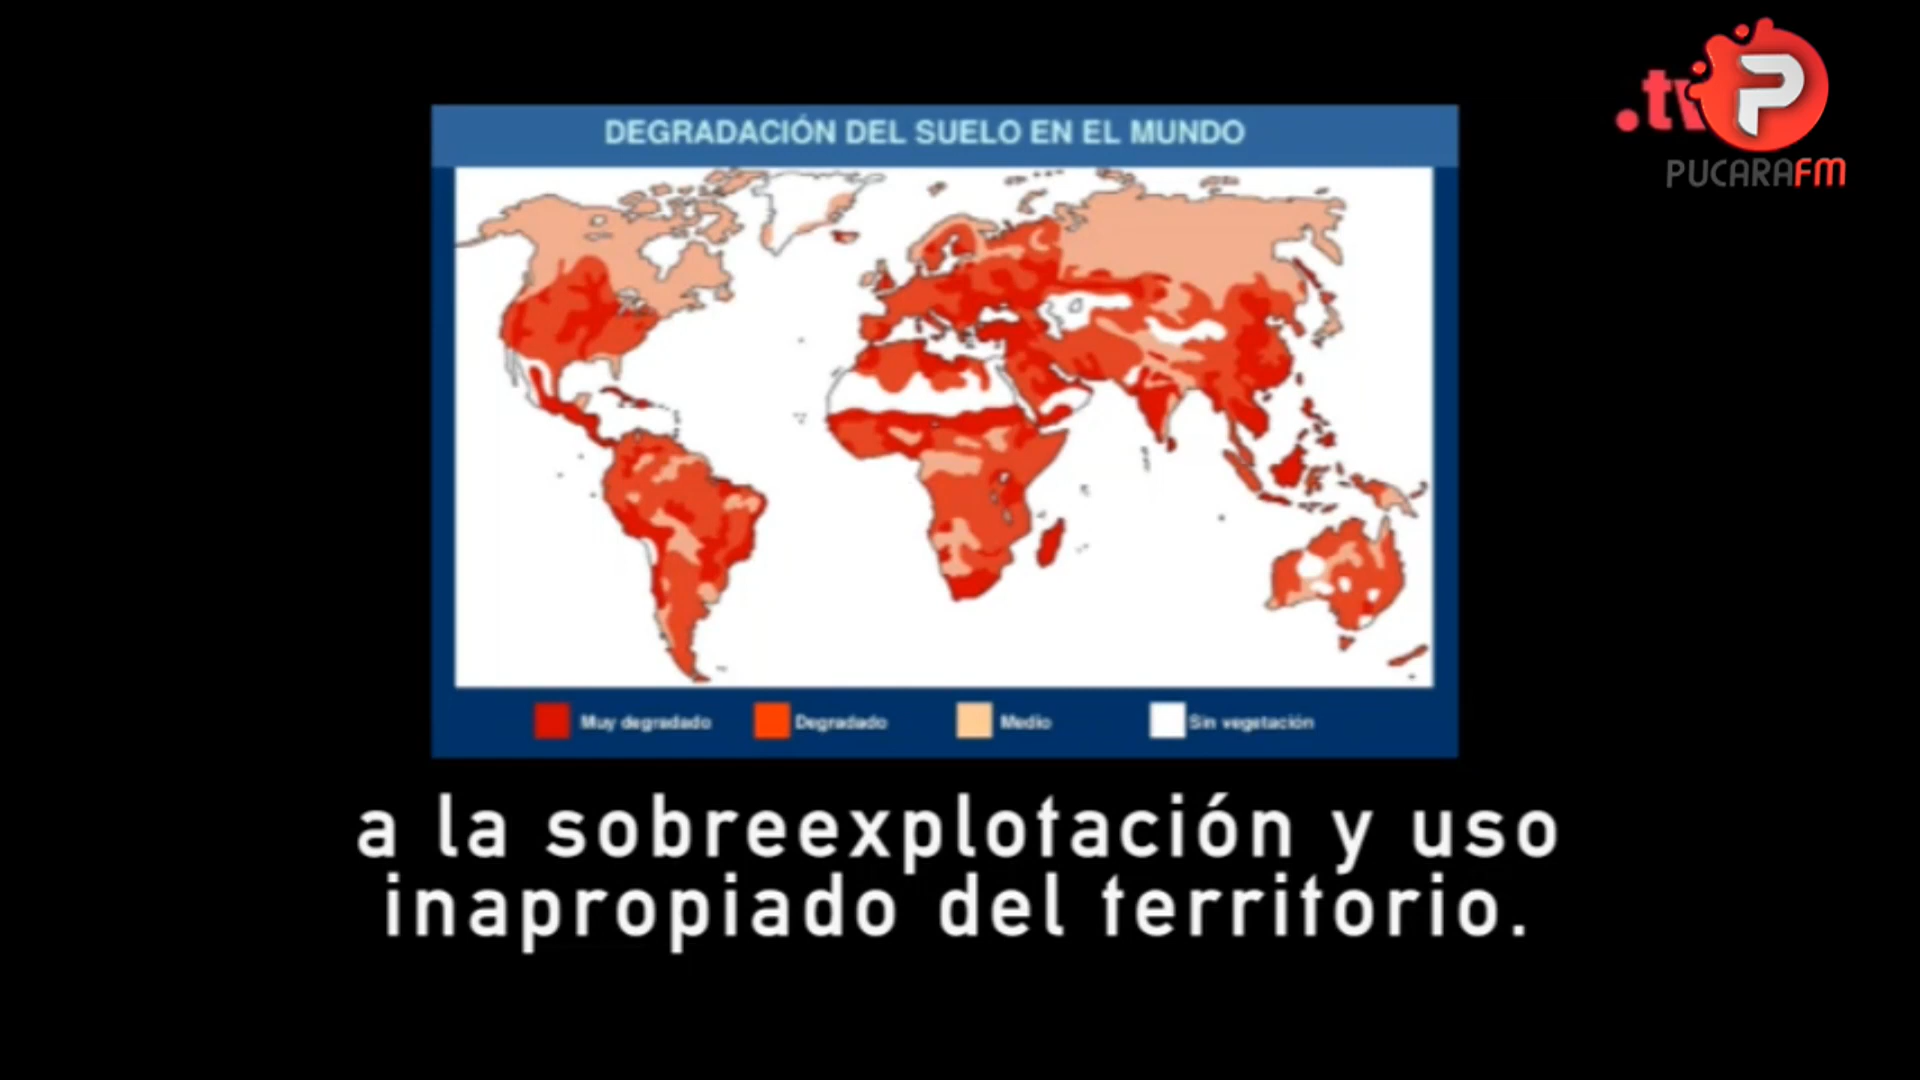 .tv
P
PUCARAFM
DEGRADACIÓN DEL SUELO EN EL MUNDO
Muy degradado
Degradado
Medio
Sin vegetación
a la sobreexplotación y uso
inapropiado del territorio.